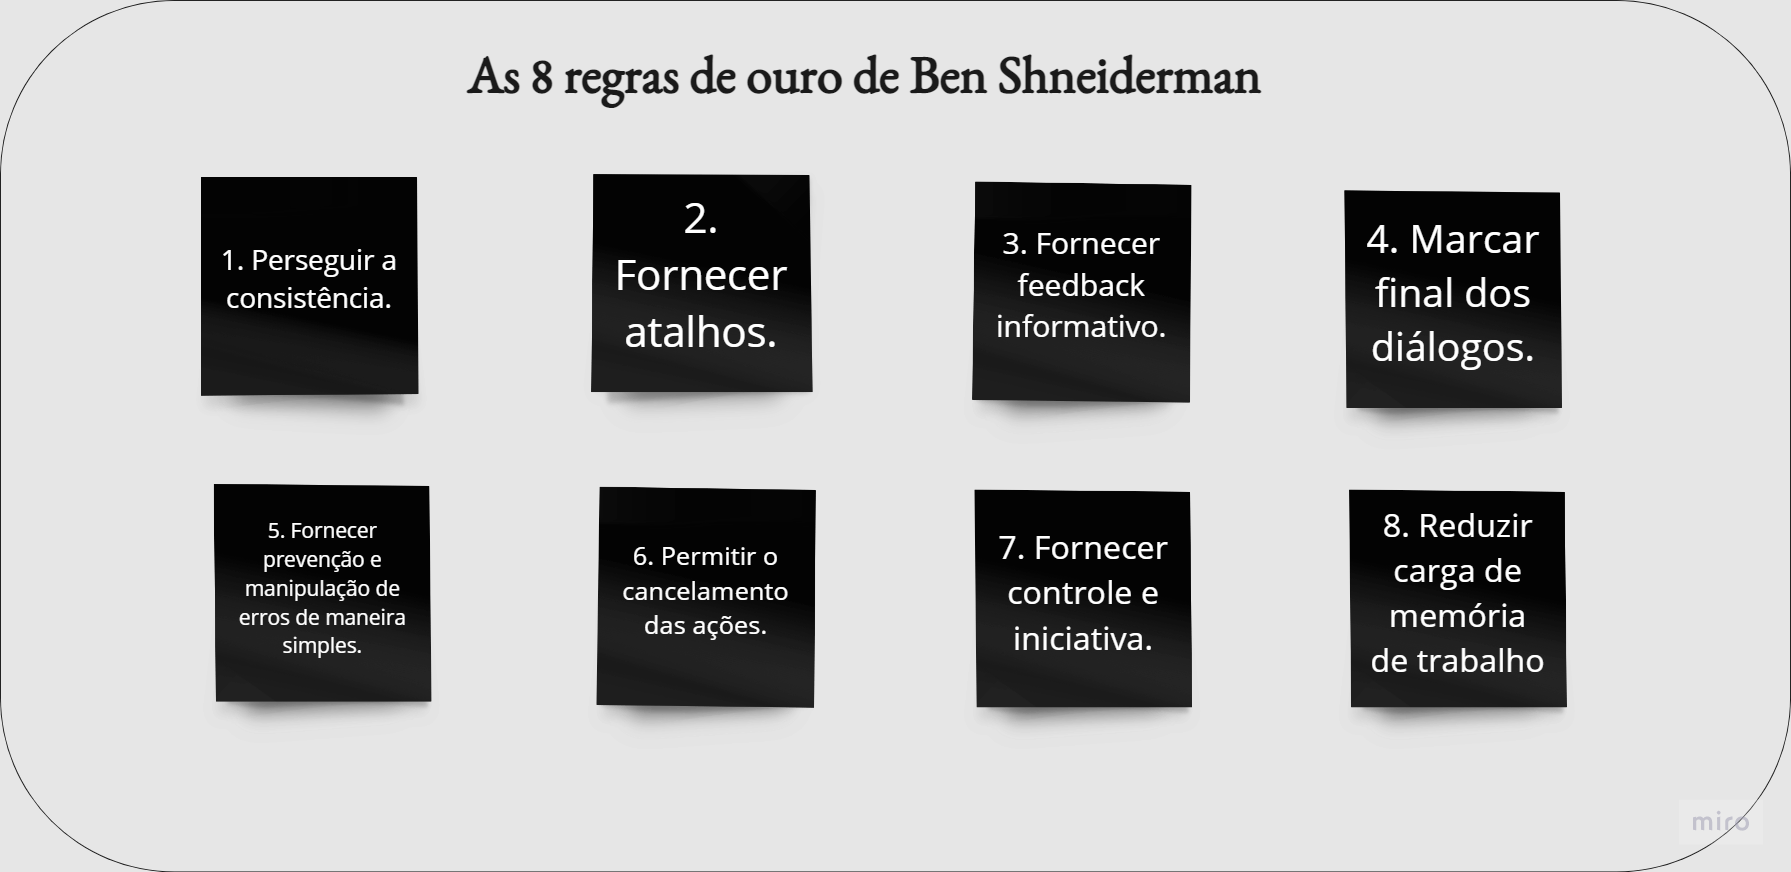 As 8 regras de ouro de Ben Shneiderman
1. Perseguir a
consistência.
2.
Fornecer
atalhos.
3. Fornecer
feedback
informativo.
4. Marcar
final dos
diálogos.
5. Fornecer
prevenção e
manipulação de
erros de maneira
simples.
6. Permitir o
cancelamento
das ações.
7. Fornecer
controle e
iniciativa.
8. Reduzir
carga de
memória
de trabalho
miro